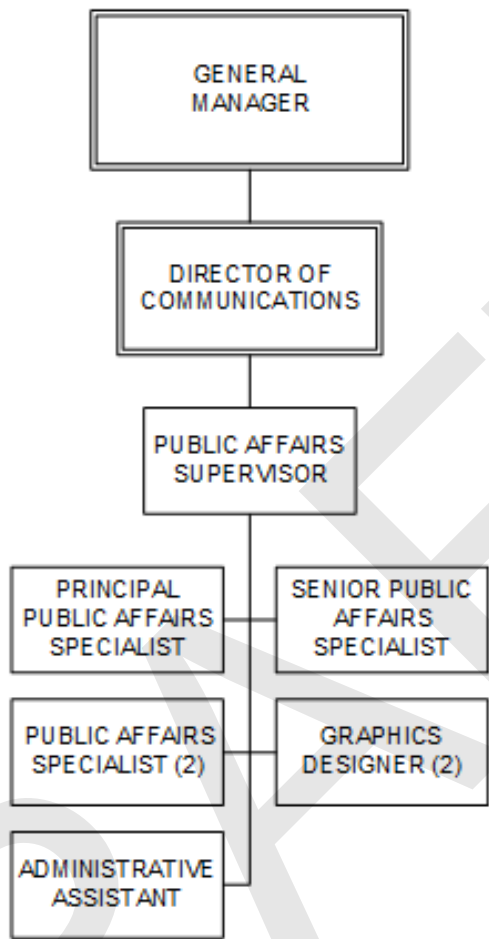 GENERAL
MANAGER
DIRECTOR OF
COMMUNICATIONS
PUBLIC AFFAIRS
SUPERVISOR
PRINCIPAL
PUBLIC AFFAIRS
SPECIALIST
SENIOR PUBLIC
AFFAIRS
SPECIALIST
PUBLIC AFFAIRS
SPECIALIST (2)
GRAPHICS
DESIGNER (2)
ADMINISTRATIVE
ASSISTANT